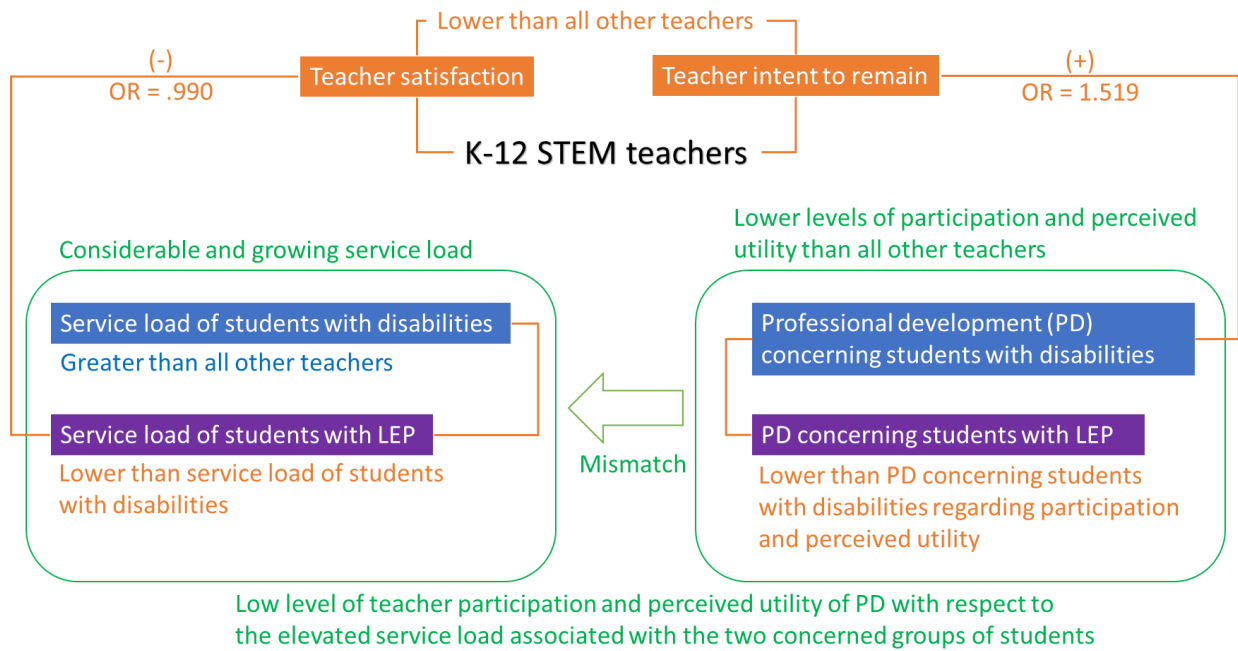 Lower than all other teachers
(-)
OR = .990
Teacher satisfaction
Teacher intent to remain
(+)
OR = 1.519
K-12 STEM teachers
Considerable and growing service load
Service load of students with disabilities
Greater than all other teachers
Service load of students with LEP
Lower than service load of students
with disabilities
Mismatch
Lower levels of participation and perceived
utility than all other teachers
Professional development (PD)
concerning students with disabilities
PD concerning students with LEP
Lower than PD concerning students
with disabilities regarding participation
and perceived utility
Low level of teacher participation and perceived utility of PD with respect to
the elevated service load associated with the two concerned groups of students